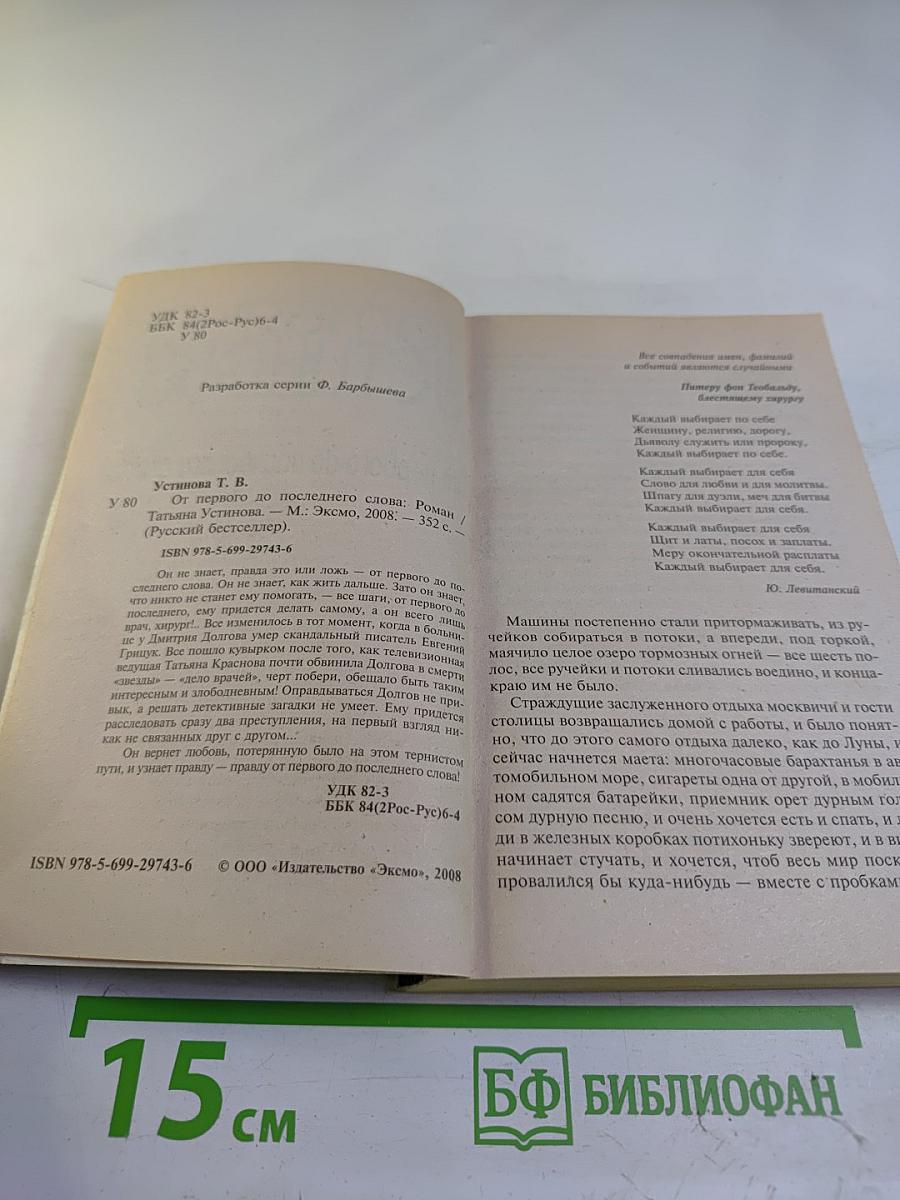 УДК 82-3
ББК 84(2Рос-Рус)6-4
У 80
Разработка серии Ф. Барбышева
Устинова Т. В.
У 80 От первого до последнего слова: Роман /
Татьяна Устинова. — М.: Эксмо, 2008. — 352 с. —
(Русский бестселлер).
ISBN 978-5-699-29743-6
Он не знает, правда это или ложь — от первого до по-
следнего слова. Он не знает, как жить дальше. Зато он знает,
что никто не станет ему помогать, — все шаги, от первого до
последнего, ему придется делать самому, а он всего лишь
врач, хирург!.. Все изменилось в тот момент, когда в больни-
це у Дмитрия Долгова умер скандальный писатель Евгений
Грицук. Все пошло кувырком после того, как телевизионная
ведущая Татьяна Краснова почти обвинила Долгова в смерти
«звезды» — «дело врачей», черт побери, обещало быть таким
интересным и злободневным! Оправдываться Долгов не при-
вык, а решать детективные загадки не умеет. Ему придется
расследовать сразу два преступления, на первый взгляд ни-
как не связанных друг с другом...
Он вернет любовь, потерянную было на этом тернистом
пути, и узнает правду — правду от первого до последнего слова!
УДК 82-3
ББК 84(2Рос-Рус)6-4
ISBN 978-5-699-29743-6 © ООО «Издательство «Эксмо», 2008
Все совпадения имен, фамилий
и событий являются случайными
Питеру фон Теобальду,
блестящему хирургу
Каждый выбирает по себе
Женщину, религию, дорогу,
Дьяволу служить или пророку,
Каждый выбирает по себе.
Каждый выбирает для себя
Слово для любви и для молитвы.
Шпагу для дуэли, меч для битвы
Каждый выбирает для себя.
Каждый выбирает для себя
Щит и латы, посох и заплаты.
Меру окончательной расплаты
Каждый выбирает для себя.
Ю. Левитанский
Машины постепенно стали притормаживать, из ру-
чейков собираться в потоки, а впереди, под горкой,
маячило целое озеро тормозных огней — все шесть по-
лос, все ручейки и потоки сливались воедино, и конца-
краю им не было.
Страждущие заслуженного отдыха москвичи и гости
столицы возвращались домой с работы, и было понят-
но, что до этого самого отдыха далеко, как до Луны, и
сейчас начнется маета: многочасовые барахтанья в ав
томобильном море, сигареты одна от другой, в мобил
ном садятся батарейки, приемник орет дурным гол
сом дурную песню, и очень хочется есть и спать, и л
ди в железных коробках потихоньку звереют, и в ви
начинает стучать, и хочется, чтоб весь мир поск
провалился бы куда-нибудь — вместе с пробками
15 см
БФ БИБЛИОФАН